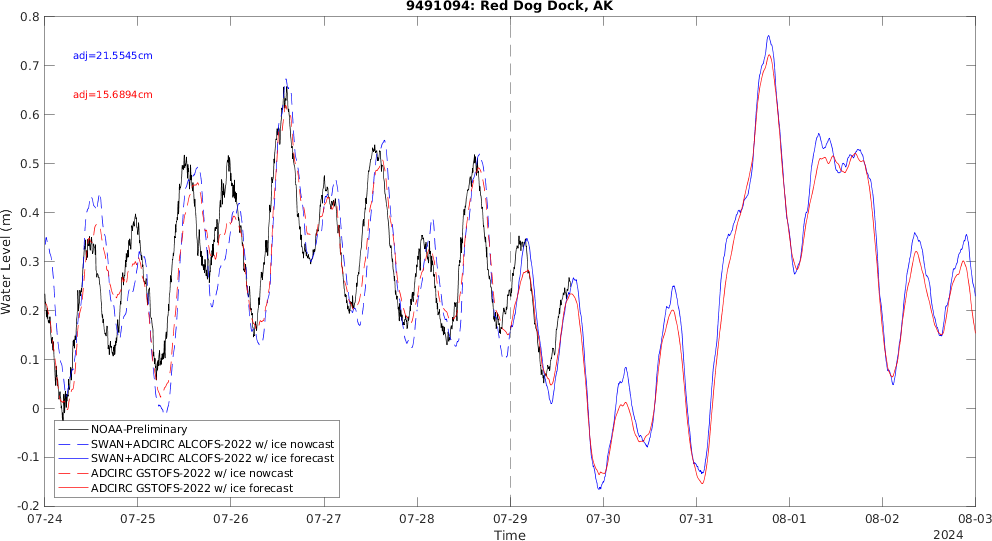 9491094: Red Dog Dock, AK
0.8
0.7
0.6
0.5
0.4
0.3
0.2
0.1
0
-0.1
-0.2
Water Level (m)
adj=21.5545cm
adj=15.6894cm
NOAA-Preliminary
SWAN+ADCIRC ALCOFS-2022 w/ ice nowcast
SWAN+ADCIRC ALCOFS-2022 w/ ice forecast
ADCIRC GSTOFS-2022 w/ ice nowcast
ADCIRC GSTOFS-2022 w/ ice forecast
07-24 07-25 07-26 07-27 07-28 07-29 07-30 07-31 08-01 08-02 08-03
Time
2024